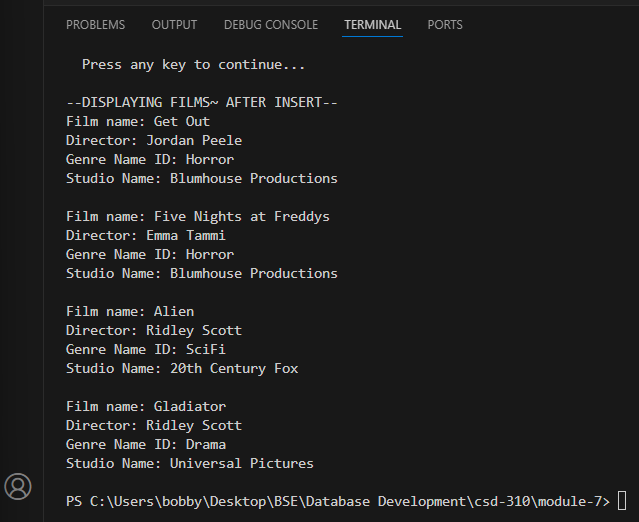 PROBLEMS OUTPUT DEBUG CONSOLE TERMINAL PORTS
Press any key to continue...
--DISPLAYING FILMS~ AFTER INSERT--
Film name: Get Out
Director: Jordan Peele
Genre Name ID: Horror
Studio Name: Blumhouse Productions
Film name: Five Nights at Freddys
Director: Emma Tammi
Genre Name ID: Horror
Studio Name: Blumhouse Productions
Film name: Alien
Director: Ridley Scott
Genre Name ID: SciFi
Studio Name: 20th Century Fox
Film name: Gladiator
Director: Ridley Scott
Genre Name ID: Drama
Studio Name: Universal Pictures
PS C:\Users\bobby\Desktop\BSE\Database Development\csd-310\module-7>